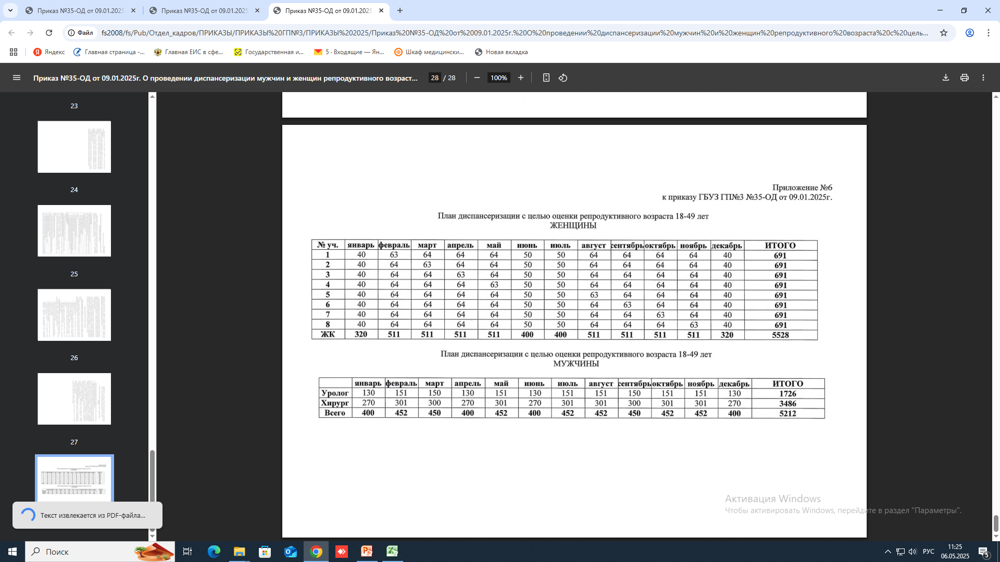 Приказ №35-ОД от 09.01.2025
Приказ №35-ОД от 09.01.2025
Приказ №35-ОД от 09.01.2025
Файл
fs2008/fs/Pub/Отдел_кадров/ПРИКАЗЫ/ПРИКАЗЫ%20ГП№3/ПРИКАЗЫ%202025/Приказ%20№35-ОД%20от%2009.01.2025г.%20О%20проведении%20диспансеризации%20мужчин%20и%20женщин%20репродуктивного%20возраста%20с%20цель...
Яндекс
Главная страница -...
Главная ЕИС в сфе...
Государственная и...
5 · Входящие — Ян...
Шкаф медицински...
Новая вкладка
Приказ №35-ОД от 09.01.2025г. О проведении диспансеризации мужчин и женщин репродуктивного возраст...
28 / 28
100%
23
24
25
26
27
Приложение №6
к приказу ГБУЗ ГП№3 №35-ОД от 09.01.2025г.
План диспансеризации с целью оценки репродуктивного возраста 18-49 лет
ЖЕНЩИНЫ
№ уч. январь февраль март апрель май июнь июль август сентябрь октябрь ноябрь декабрь ИТОГО
1 40 63 64 64 64 50 50 64 64 64 64 40 691
2 40 64 63 64 64 50 50 64 64 64 64 40 691
3 40 64 64 63 64 50 50 64 64 64 64 40 691
4 40 64 64 64 63 50 50 64 64 64 64 40 691
5 40 64 64 64 64 50 50 63 64 64 64 40 691
6 40 64 64 64 64 50 50 64 63 64 64 40 691
7 40 64 64 64 64 50 50 64 64 63 64 40 691
8 40 64 64 64 64 50 50 64 64 64 63 40 691
ЖК 320 511 511 511 511 400 400 511 511 511 511 320 5528
План диспансеризации с целью оценки репродуктивного возраста 18-49 лет
МУЖЧИНЫ
январь февраль март апрель май июнь июль август сентябрь октябрь ноябрь декабрь ИТОГО
Уролог 130 151 150 130 151 130 151 151 150 151 151 130 1726
Хирург 270 301 300 270 301 270 301 301 300 301 301 270 3486
Всего 400 452 450 400 452 400 452 452 450 452 452 400 5212
Активация Windows
Чтобы активировать Windows, перейдите в раздел "Параметры".
Текст извлекается из PDF-файла...
Поиск
РУС
11:25
06.05.2025
5